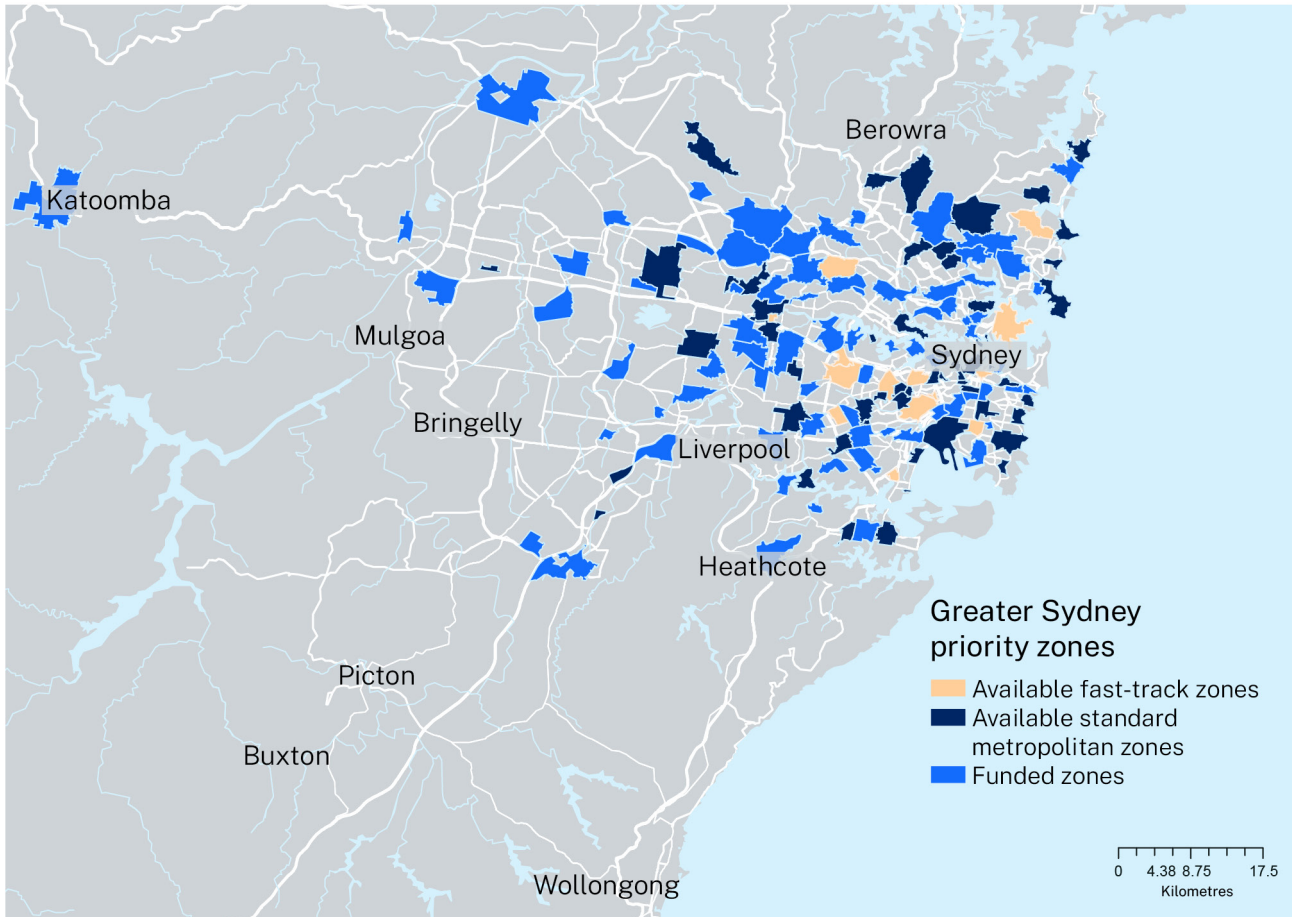 Berowra
Katoomba
Mulgoa
Sydney
Bringelly
Liverpool
Heathcote
Greater Sydney
priority zones
Available fast-track zones
Available standard
metropolitan zones
Funded zones
Picton
Buxton
Wollongong
0 4.38 8.75 17.5
Kilometres